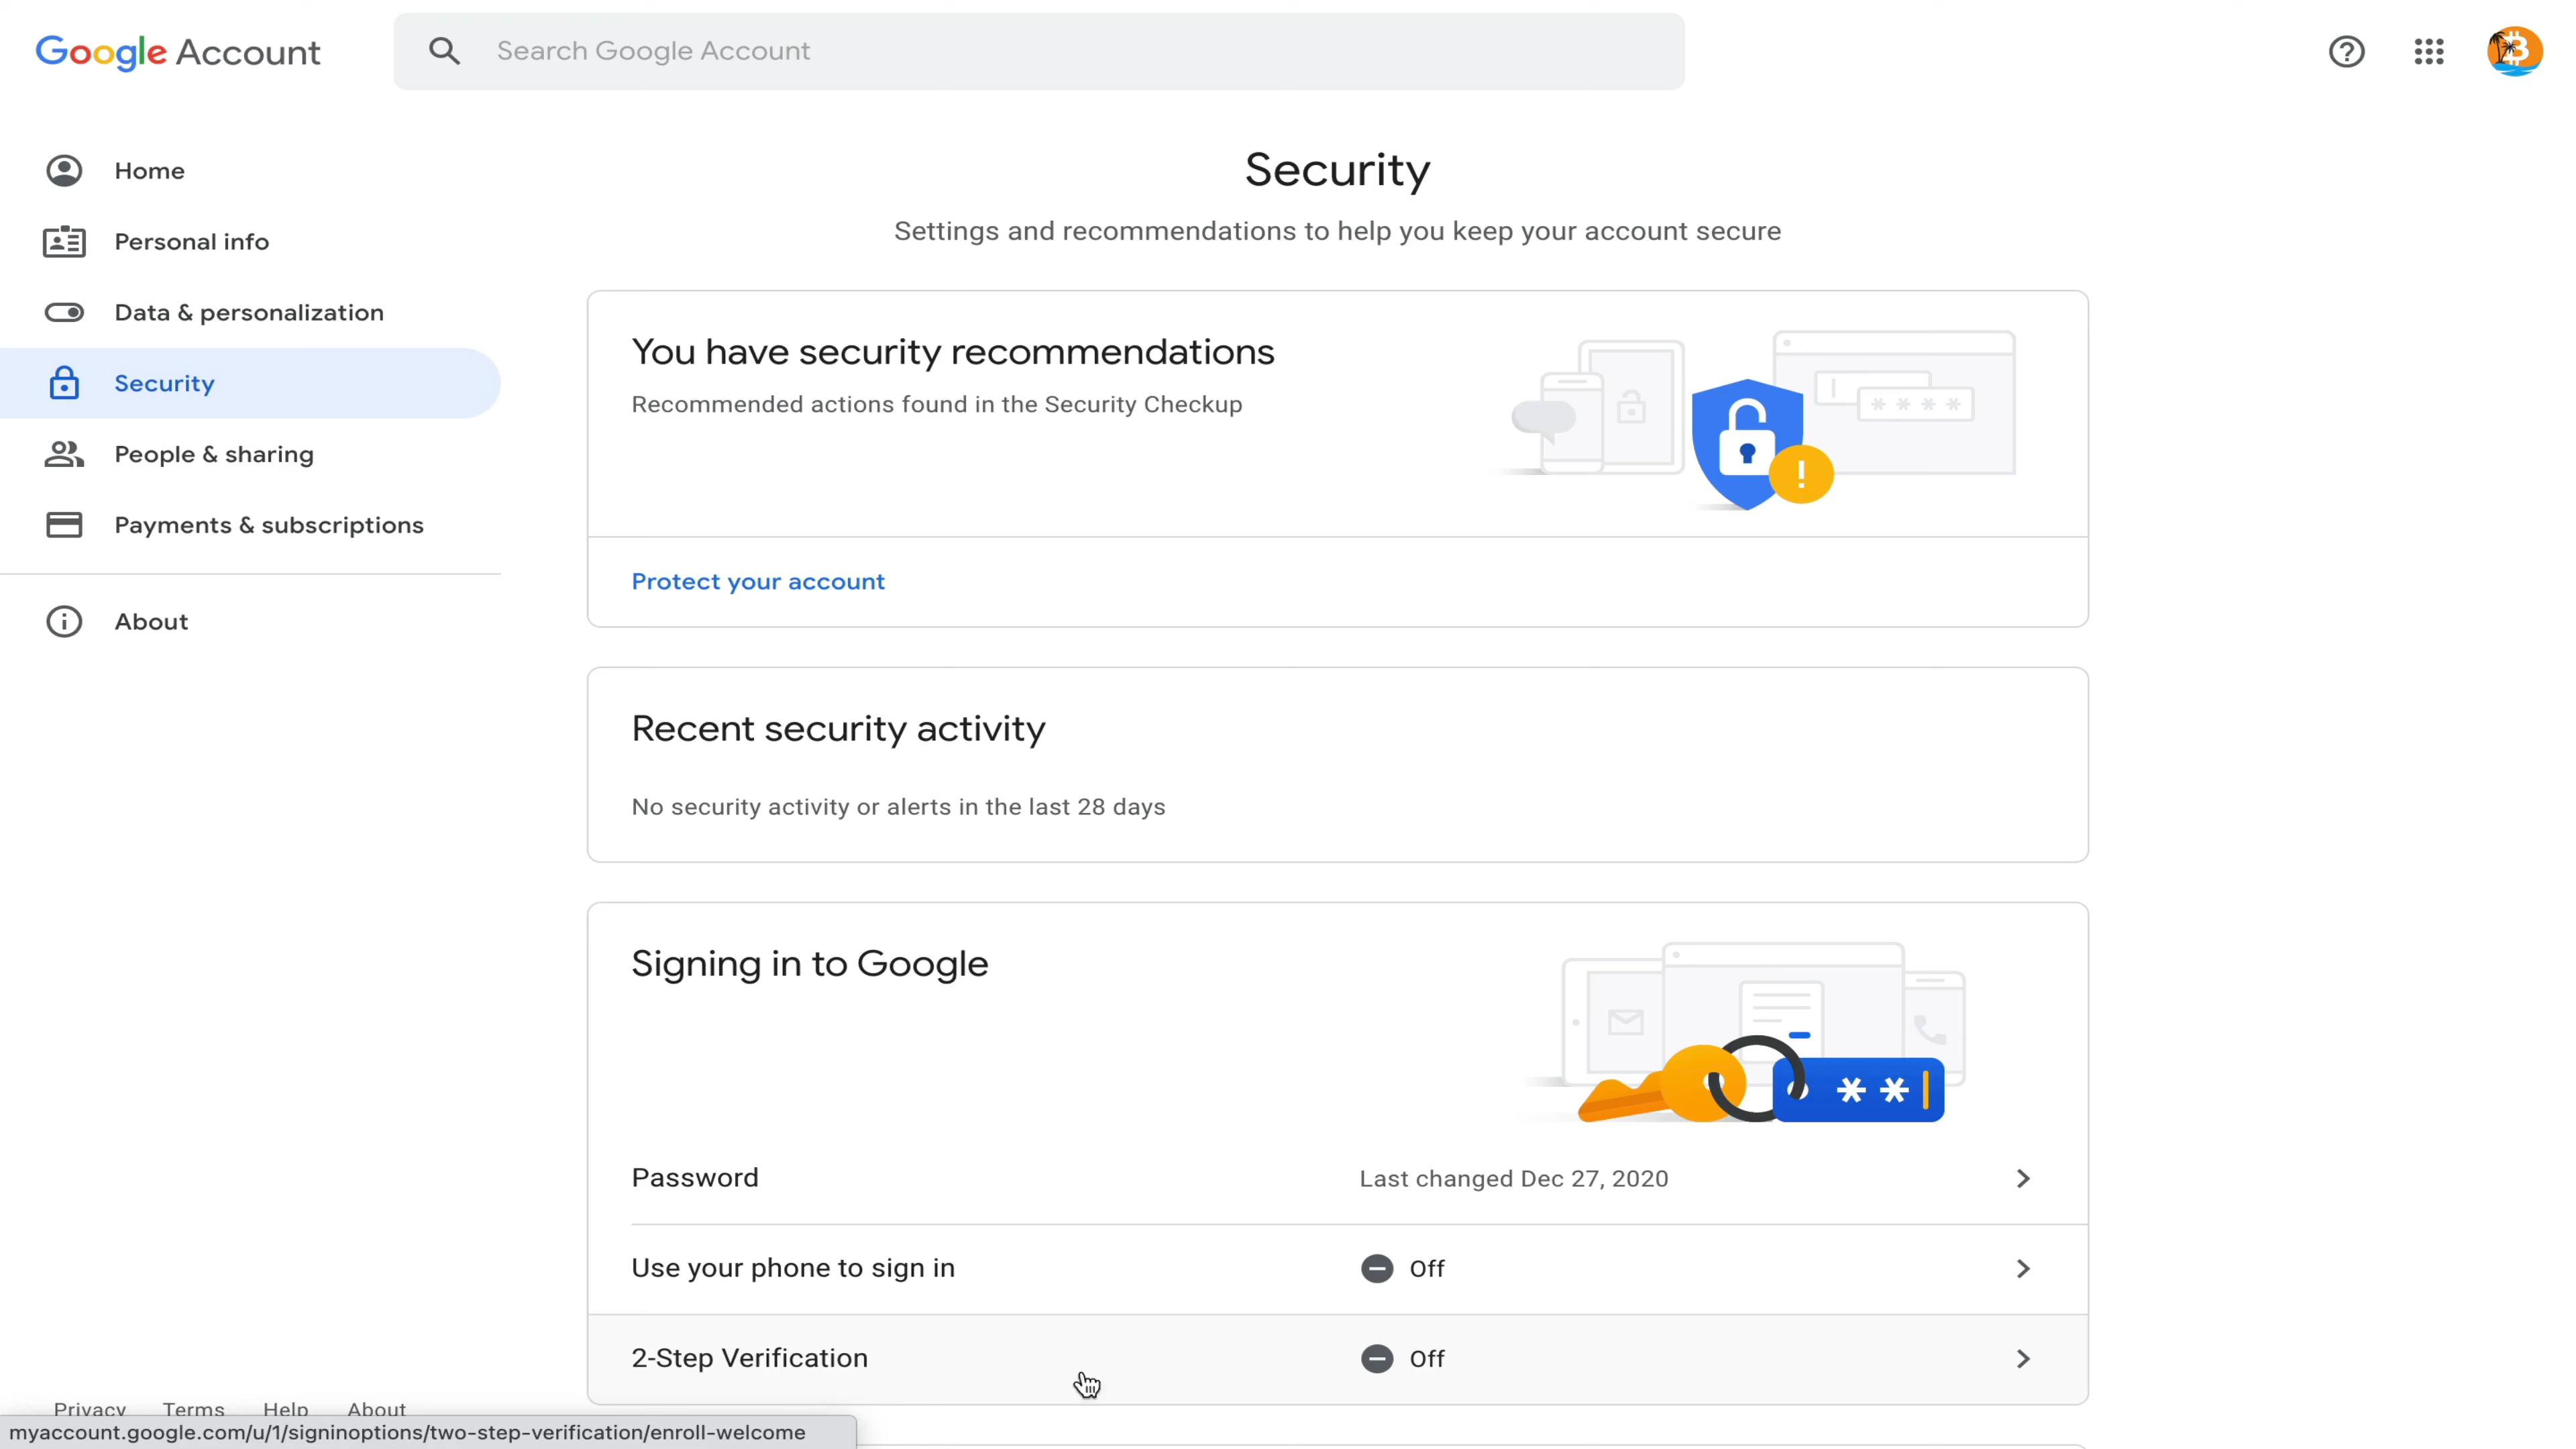 Google Account
Search Google Account
Home
Personal info
Data & personalization
Security
People & sharing
Payments & subscriptions
About
Security
Settings and recommendations to help you keep your account secure
You have security recommendations
Recommended actions found in the Security Checkup
Protect your account
Recent security activity
No security activity or alerts in the last 28 days
Signing in to Google
Password Last changed Dec 27, 2020
Use your phone to sign in Off
2-Step Verification Off
Privacy Terms Help About
myaccount.google.com/u/1/signinoptions/two-step-verification/enroll-welcome